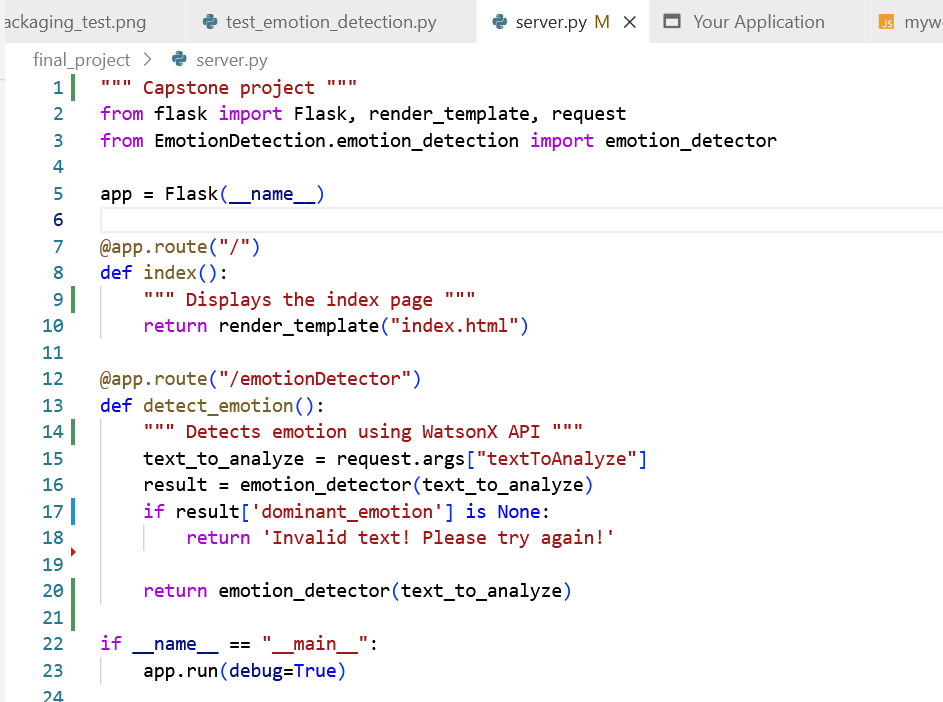 ackaging_test.png test_emotion_detection.py server.py M Your Application JS myw
final_project > server.py
1 """ Capstone project """
2 from flask import Flask, render_template, request
3 from EmotionDetection.emotion_detection import emotion_detector
4
5 app = Flask(__name__)
6
7 @app.route("/")
8 def index():
9     """ Displays the index page """
10     return render_template("index.html")
11
12 @app.route("/emotionDetector")
13 def detect_emotion():
14     """ Detects emotion using WatsonX API """
15     text_to_analyze = request.args["textToAnalyze"]
16     result = emotion_detector(text_to_analyze)
17     if result['dominant_emotion'] is None:
18         return 'Invalid text! Please try again!'
19
20     return emotion_detector(text_to_analyze)
21
22 if __name__ == "__main__":
23     app.run(debug=True)
24